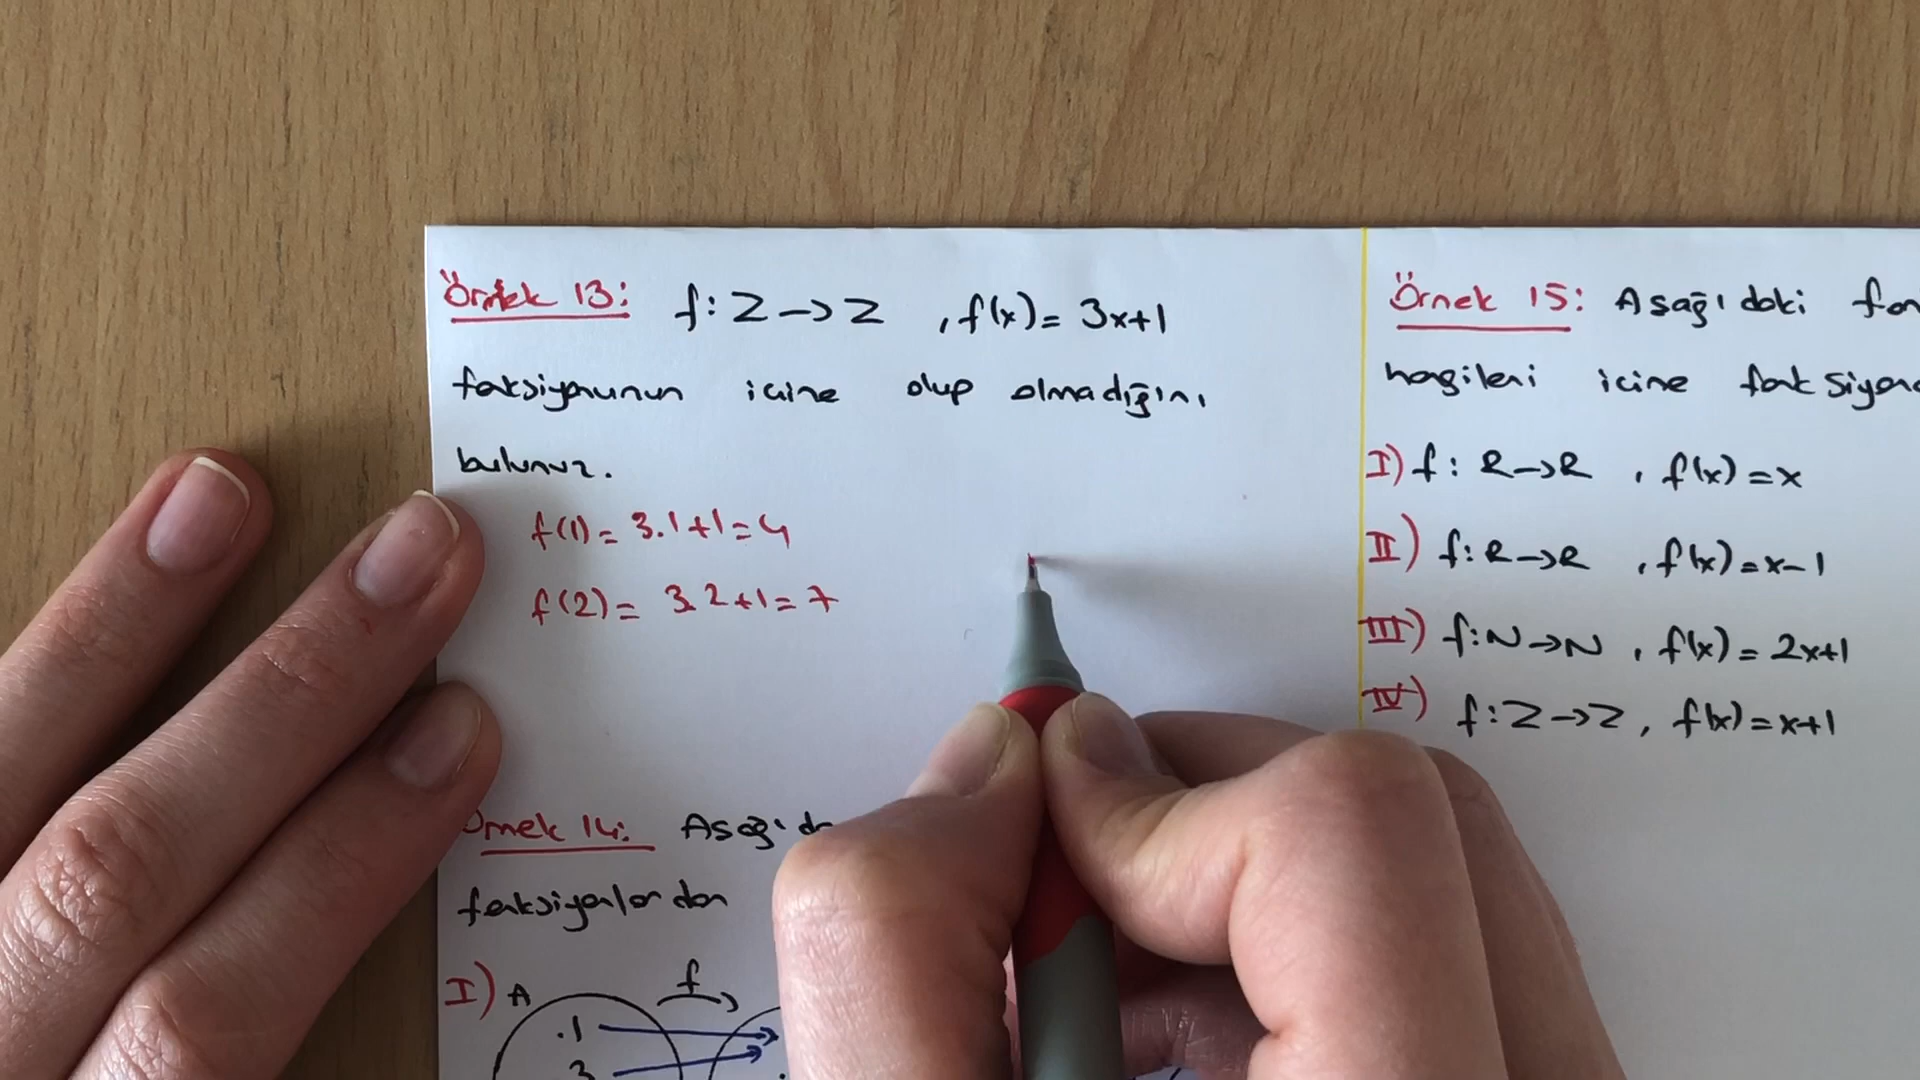 Örnek 13: f: Z → Z , f(x) = 3x+1
fonksiyonunun içine olup olmadığını
bulunuz.
f(1) = 3.1+1=4
f(2) = 3.2+1=7
Örnek 14: Aşağıda
fonksiyonlardan
I) A f
.1
3
Örnek 15: Aşağıdaki
hangileri içine
I) f: R→R , f(x) = x
II) f: R→R , f(x) = x-1
III) f: N→N , f(x) = 2x+1
IV) f: Z→Z, f(x) = x+1